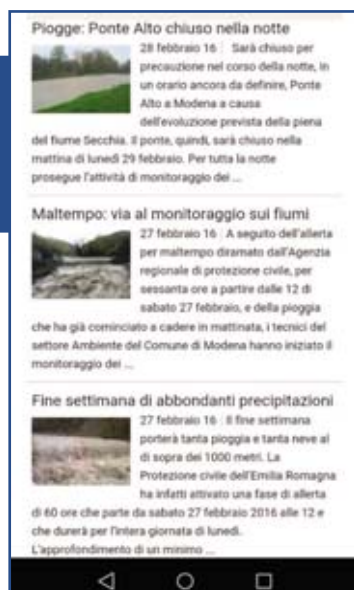 Piogge: Ponte Alto chiuso nella notte
28 febbraio 16 | Sarà chiuso per
precauzione nel corso della notte, in
un orario ancora da definire, Ponte
Alto a Modena a causa
dell'evoluzione prevista della piena
del fiume Secchia. Il ponte, quindi, sarà chiuso nella
mattina di lunedì 29 febbraio. Per tutta la notte
prosegue l'attività di monitoraggio dei ...
Maltempo: via al monitoraggio sui fiumi
27 febbraio 16 | A seguito dell'allerta
per maltempo diramato dall'Agenzia
regionale di protezione civile, per
sessanta ore a partire dalle 12 di
sabato 27 febbraio, e della pioggia
che ha già cominciato a cadere in mattinata, i tecnici del
settore Ambiente del Comune di Modena hanno iniziato il
monitoraggio dei ...
Fine settimana di abbondanti precipitazioni
27 febbraio 16 | Il fine settimana
porterà tanta pioggia e tanta neve al
di sopra dei 1000 metri. La
Protezione civile dell'Emilia Romagna
ha infatti attivato una fase di allerta
di 60 ore che parte da sabato 27 febbraio 2016 alle 12 e
che durerà per l'intera giornata di lunedì.
L'approfondimento di un minimo ...